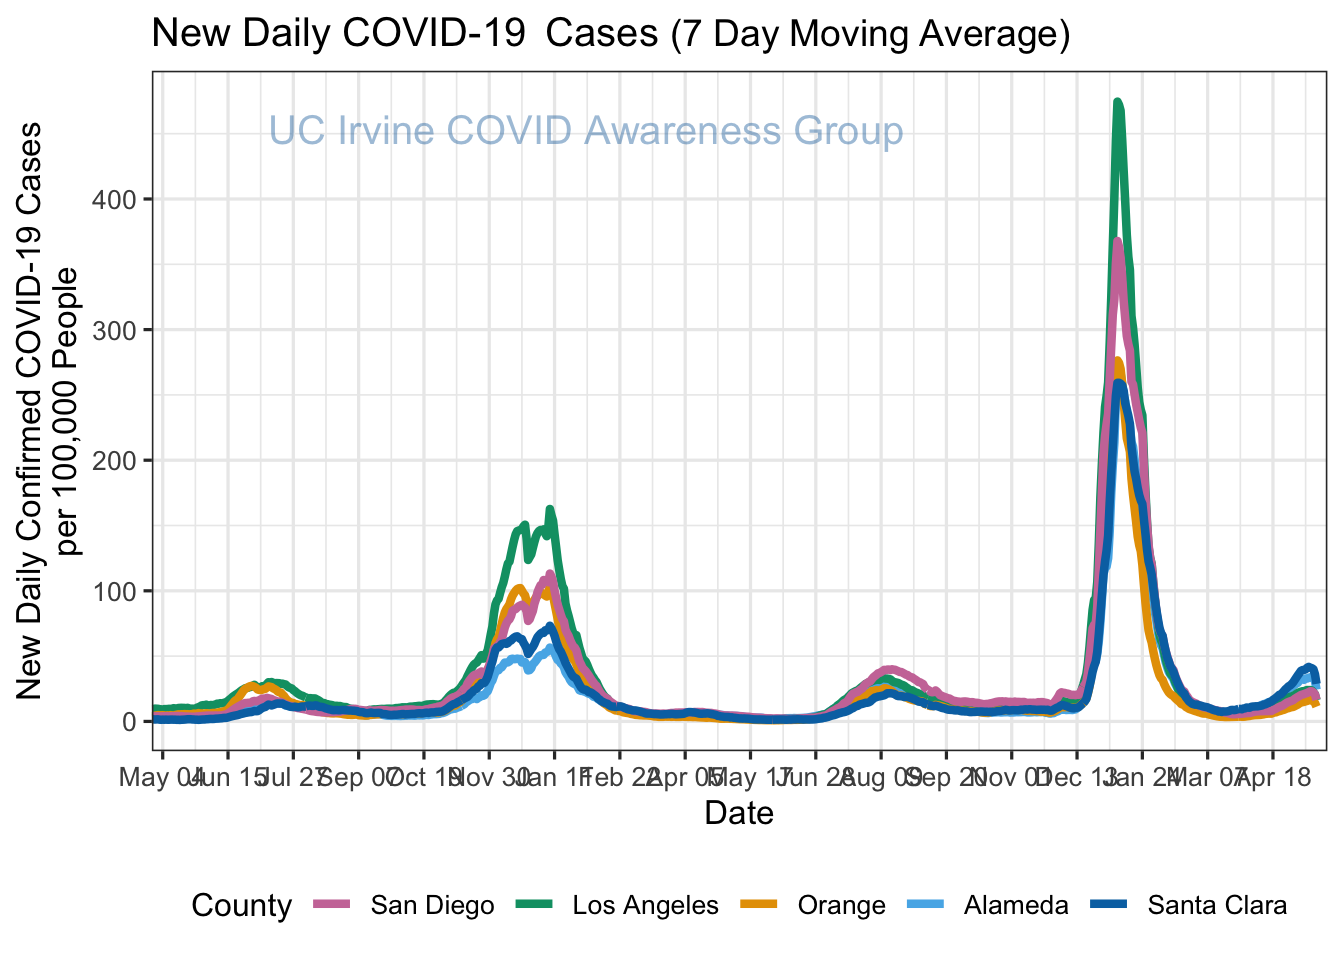 New Daily COVID-19 Cases (7 Day Moving Average)
UC Irvine COVID Awareness Group
New Daily Confirmed COVID-19 Cases
per 100,000 People
400
300
200
100
0
May 04 Jun 15 Jul 27 Sep 07 Oct 19 Nov 30 Jan 11 Feb 22 Apr 05 May 17 Jun 28 Aug 09 Sep 20 Nov 01 Dec 13 Jan 24 Mar 07 Apr 18
Date
County San Diego Los Angeles Orange Alameda Santa Clara